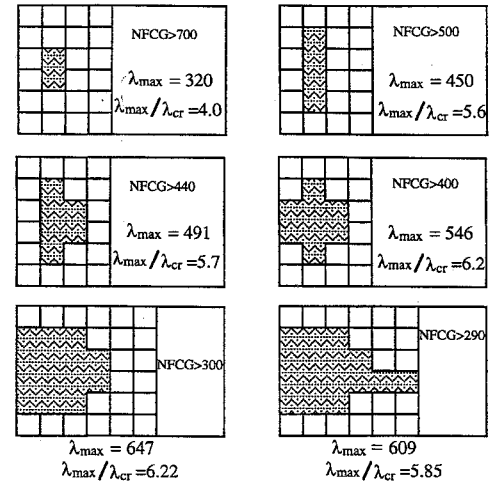 NFCG>700
λmax = 320
λmax/λcr=4.0
NFCG>500
λmax = 450
λmax/λcr=5.6
NFCG>440
λmax = 491
λmax/λcr=5.7
NFCG>400
λmax = 546
λmax/λcr=6.2
NFCG>300
λmax = 647
λmax/λcr=6.22
NFCG>290
λmax = 609
λmax/λcr=5.85